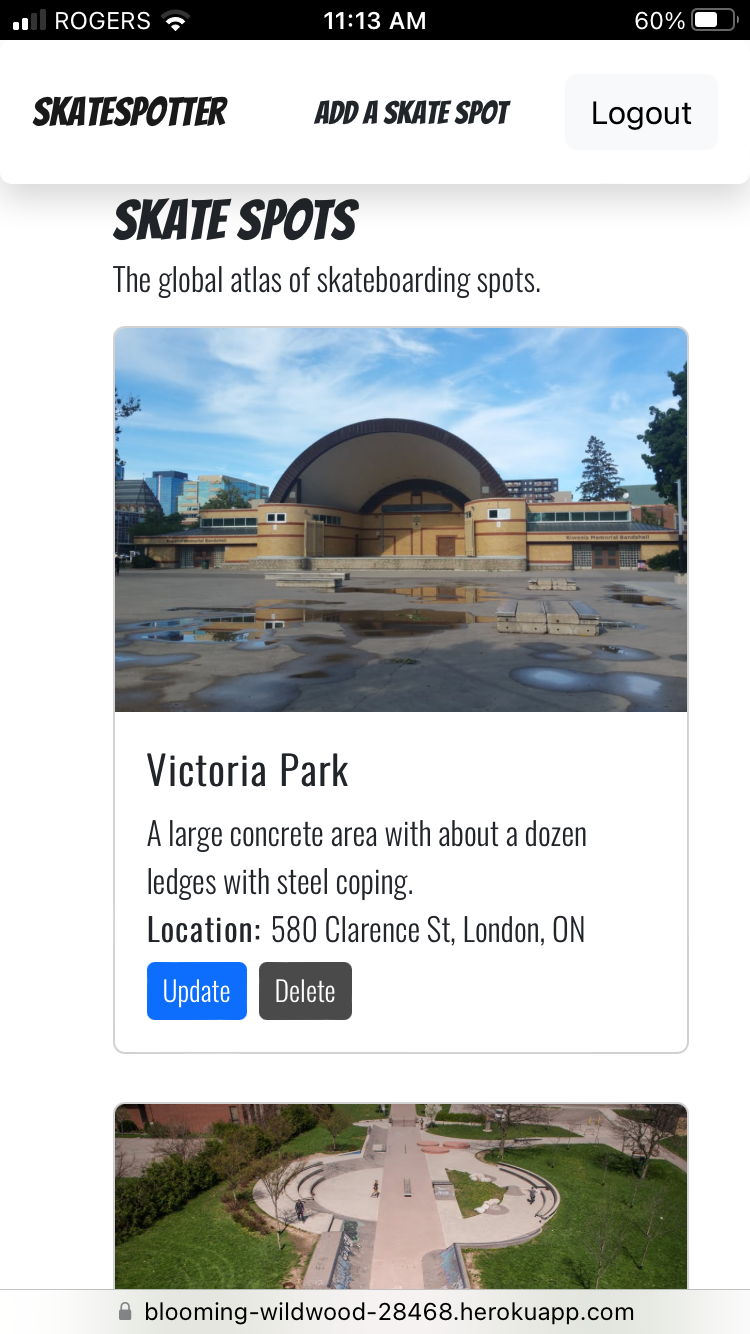 ROGERS 11:13 AM 60%
SKATESPOTTER ADD A SKATE SPOT Logout
SKATE SPOTS
The global atlas of skateboarding spots.
Kiwanis Memorial Bandshell
Victoria Park
A large concrete area with about a dozen
ledges with steel coping.
Location: 580 Clarence St, London, ON
Update Delete
blooming-wildwood-28468.herokuapp.com